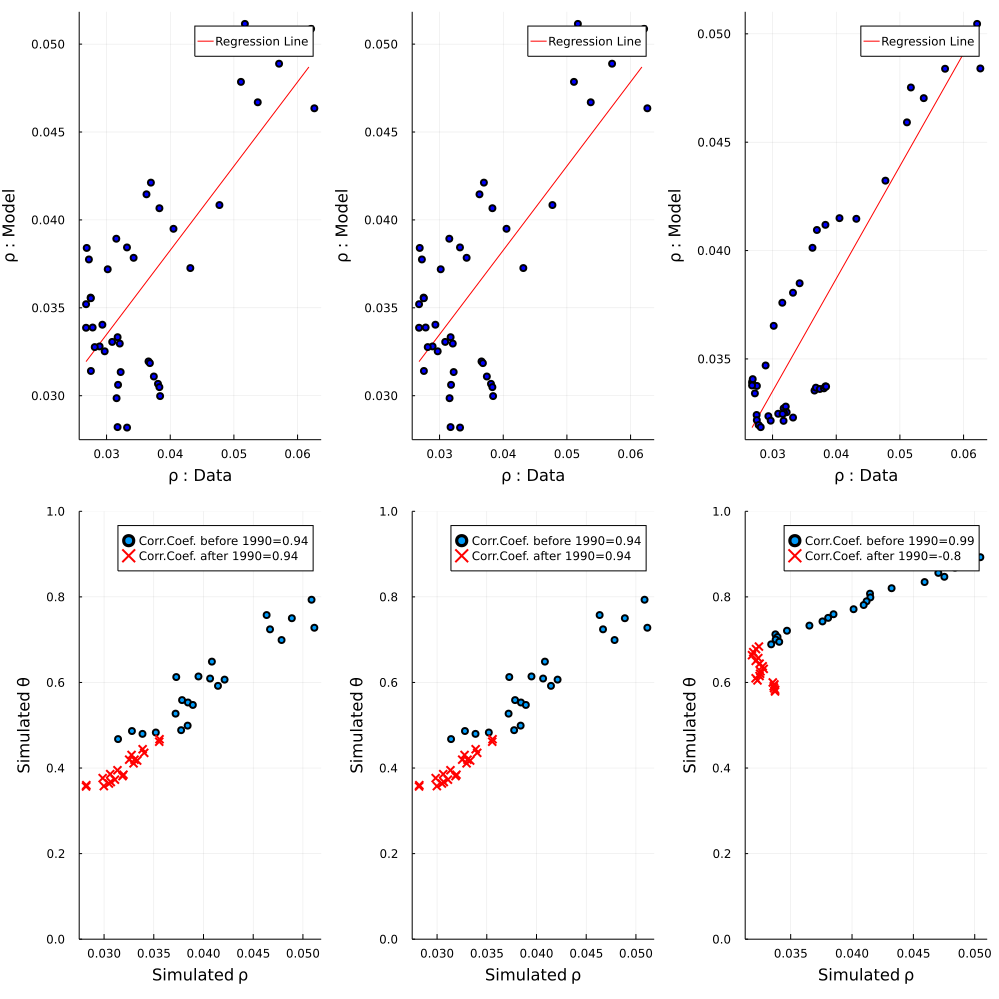 0.050
0.045
0.040
0.035
0.030
ρ : Model
Regression Line
0.03
0.04
0.05
0.06
ρ : Data
0.050
0.045
0.040
0.035
0.030
ρ : Model
Regression Line
0.03
0.04
0.05
0.06
ρ : Data
0.050
0.045
0.040
0.035
ρ : Model
Regression Line
0.03
0.04
0.05
0.06
ρ : Data
1.0
0.8
0.6
0.4
0.2
0.0
Simulated θ
Corr.Coef. before 1990=0.94
Corr.Coef. after 1990=0.94
0.030
0.035
0.040
0.045
0.050
Simulated ρ
1.0
0.8
0.6
0.4
0.2
0.0
Simulated θ
Corr.Coef. before 1990=0.94
Corr.Coef. after 1990=0.94
0.030
0.035
0.040
0.045
0.050
Simulated ρ
1.0
0.8
0.6
0.4
0.2
0.0
Simulated θ
Corr.Coef. before 1990=0.99
Corr.Coef. after 1990=-0.8
0.035
0.040
0.045
0.050
Simulated ρ